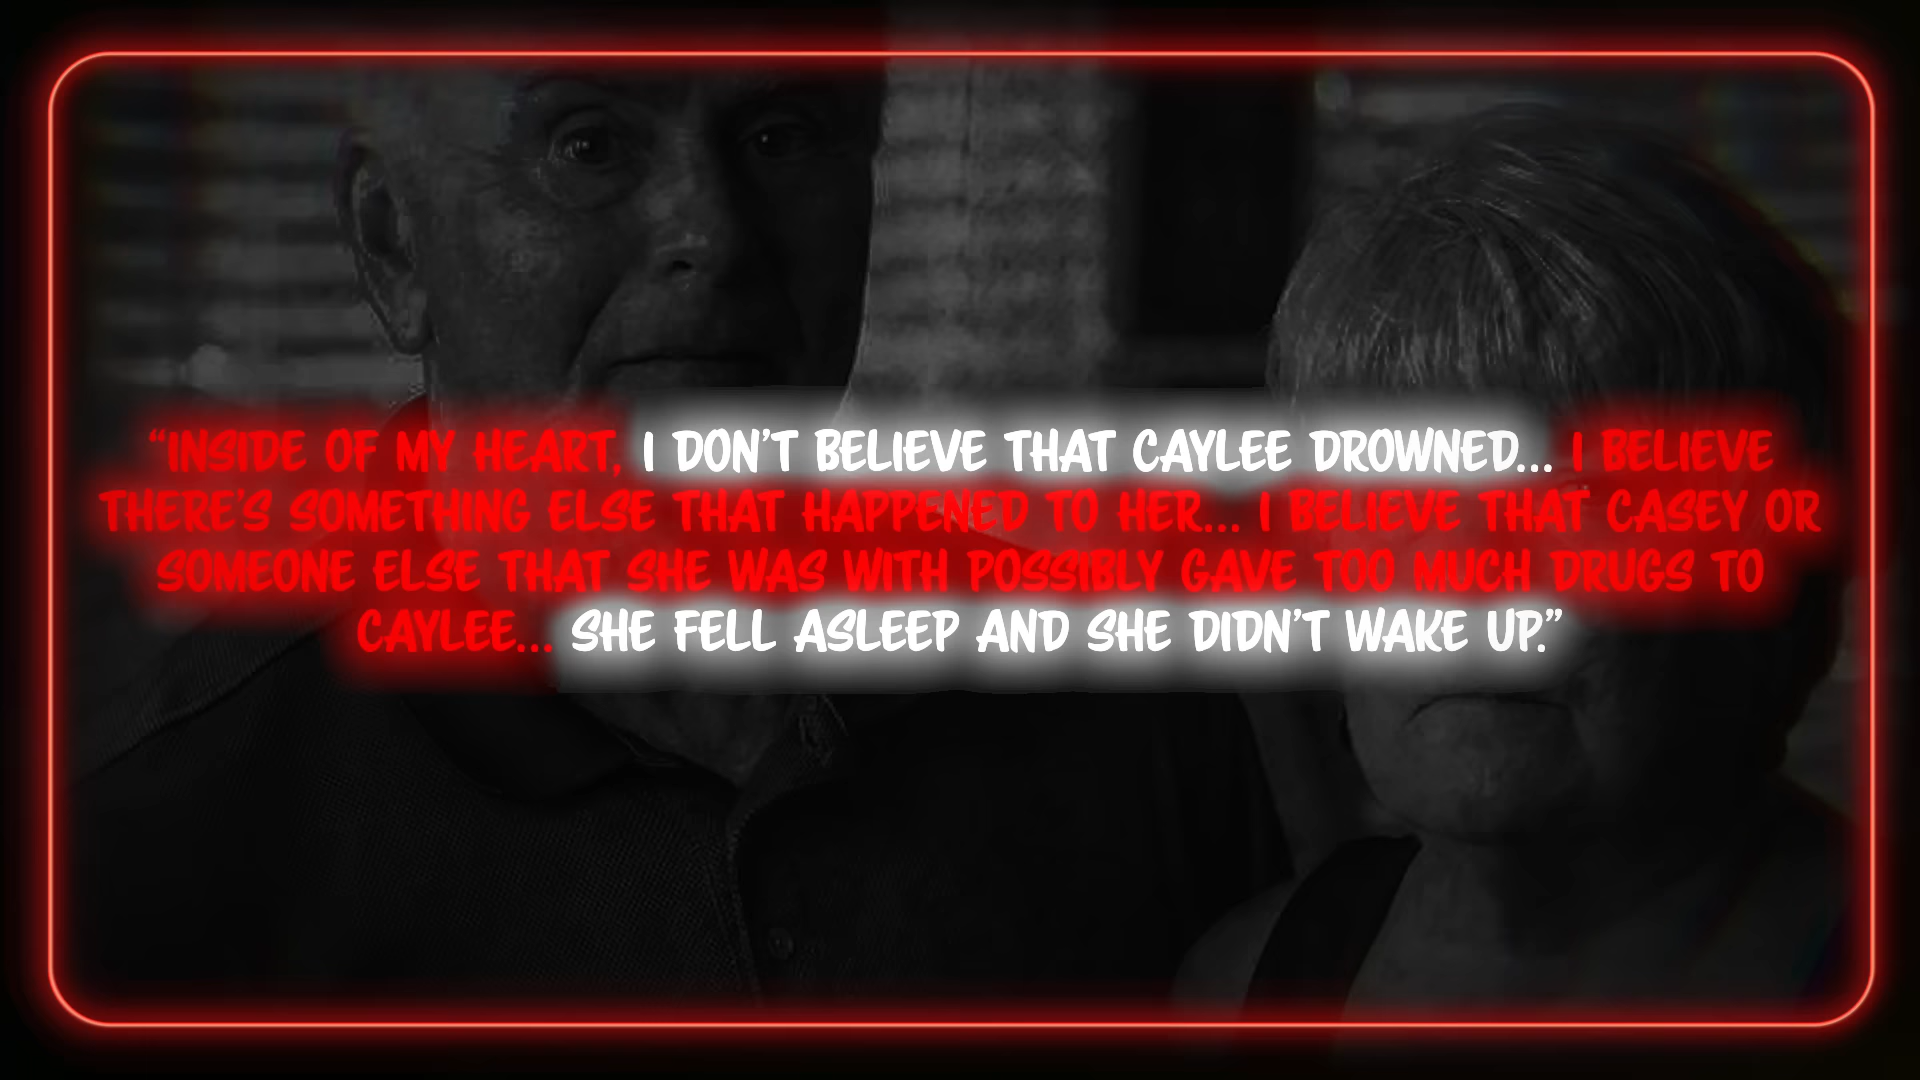 “INSIDE OF MY HEART, I DON’T BELIEVE THAT CAYLEE DROWNED... I BELIEVE
THERE’S SOMETHING ELSE THAT HAPPENED TO HER... I BELIEVE THAT CASEY OR
SOMEONE ELSE THAT SHE WAS WITH POSSIBLY GAVE TOO MUCH DRUGS TO
CAYLEE... SHE FELL ASLEEP AND SHE DIDN’T WAKE UP.”